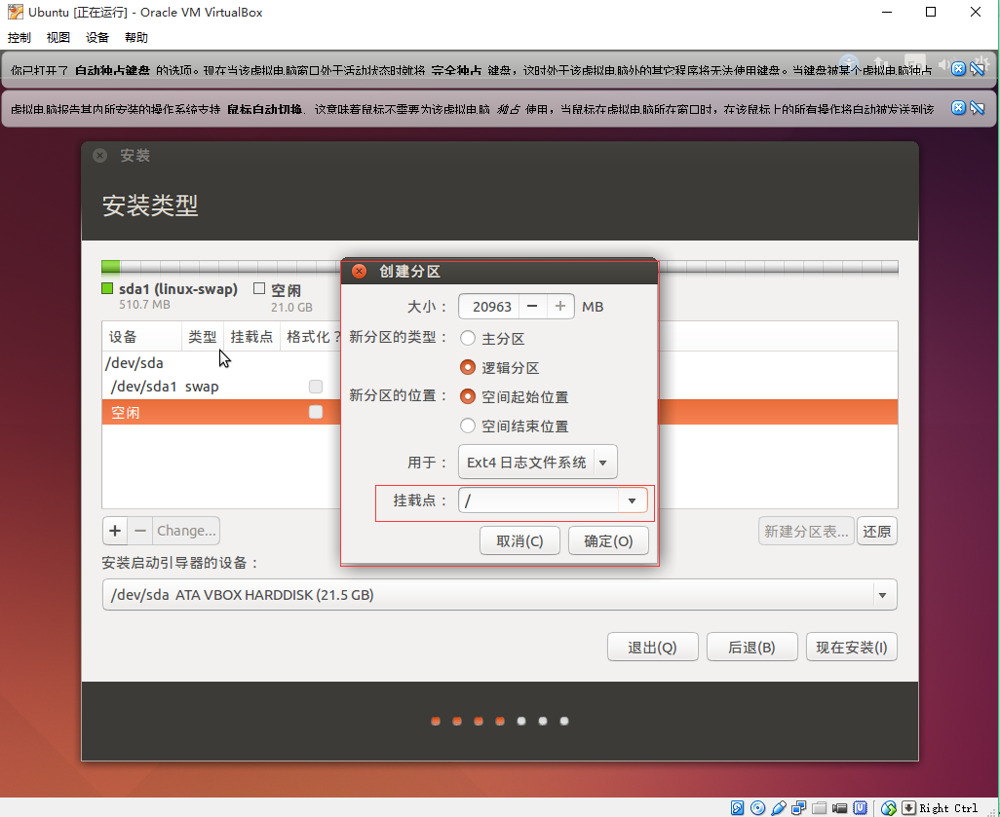 Ubuntu [正在运行] - Oracle VM VirtualBox
控制 视图 设备 帮助
你已打开了 自动独占键盘 的选项。现在当该虚拟电脑窗口处于活动状态时就将 完全独占 键盘，这时处于该虚拟电脑外的其它程序将无法使用键盘。当键盘被某个虚拟电脑独占
虚拟电脑报告其内所安装的操作系统支持 鼠标自动切换. 这意味着鼠标不需要为该虚拟电脑 独占 使用，当鼠标在虚拟电脑所在窗口时，在该鼠标上的所有操作将自动被发送到该
安装
安装类型
sda1 (linux-swap) 空闲
510.7 MB 21.0 GB
设备 类型 挂载点 格式化？
/dev/sda
/dev/sda1 swap
空闲
创建分区
大小： 20963 − + MB
新分区的类型： 主分区
逻辑分区
新分区的位置： 空间起始位置
空间结束位置
用于： Ext4 日志文件系统
挂载点： /
取消(C) 确定(O)
+ − Change... 新建分区表... 还原
安装启动引导器的设备：
/dev/sda ATA VBOX HARDDISK (21.5 GB)
退出(Q) 后退(B) 现在安装(I)
Right Ctrl